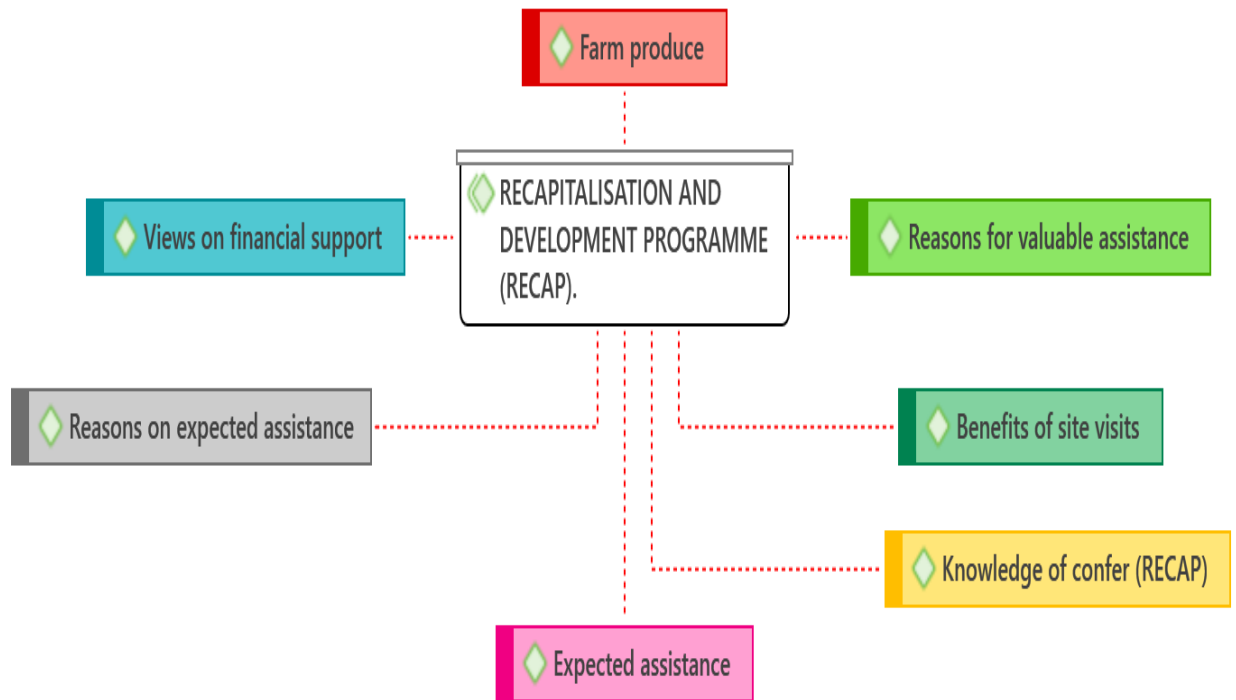 Farm produce
RECAPITALISATION AND
DEVELOPMENT PROGRAMME
(RECAP).
Views on financial support
Reasons for valuable assistance
Reasons on expected assistance
Benefits of site visits
Knowledge of confer (RECAP)
Expected assistance